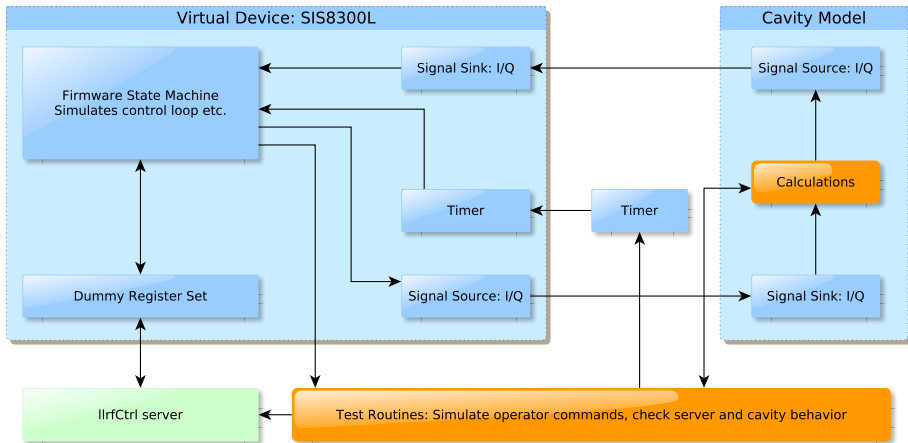 Virtual Device: SIS8300L
Cavity Model
Firmware State Machine
Simulates control loop etc.
Signal Sink: I/Q
Signal Source: I/Q
Calculations
Timer
Timer
Dummy Register Set
Signal Source: I/Q
Signal Sink: I/Q
llrfCtrl server
Test Routines: Simulate operator commands, check server and cavity behavior